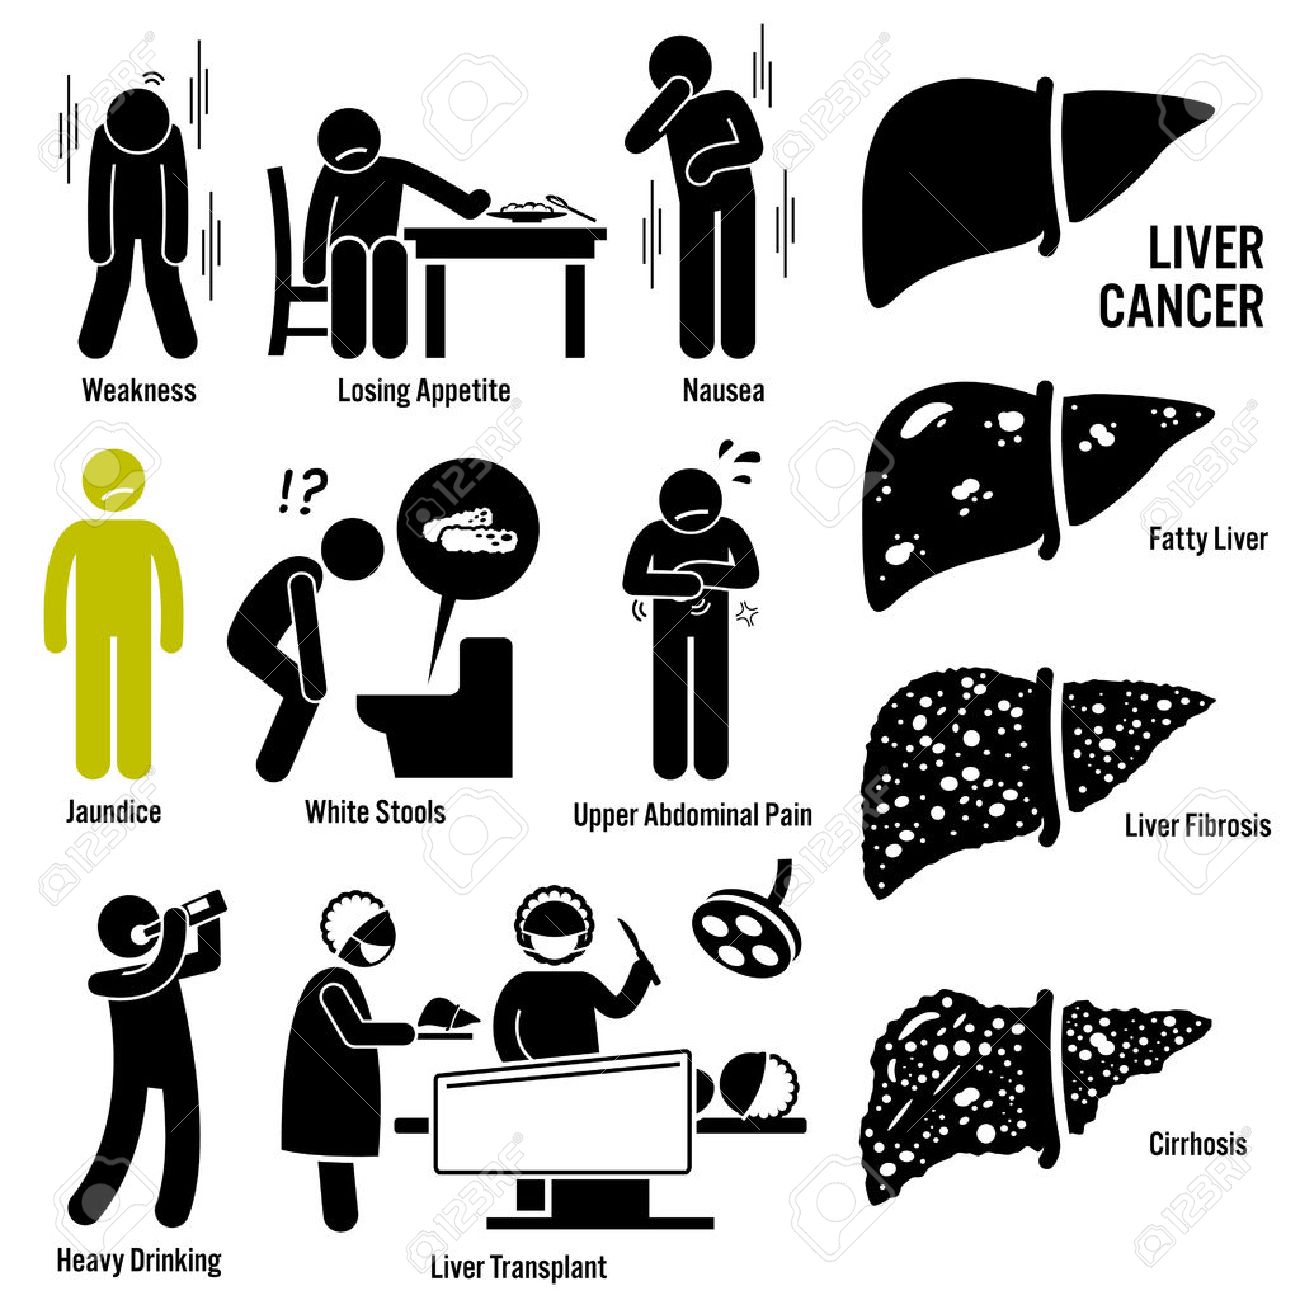 Weakness
Losing Appetite
Nausea
LIVER
CANCER
!?
Jaundice
White Stools
Upper Abdominal Pain
Fatty Liver
Liver Fibrosis
Heavy Drinking
Liver Transplant
Cirrhosis
123RF